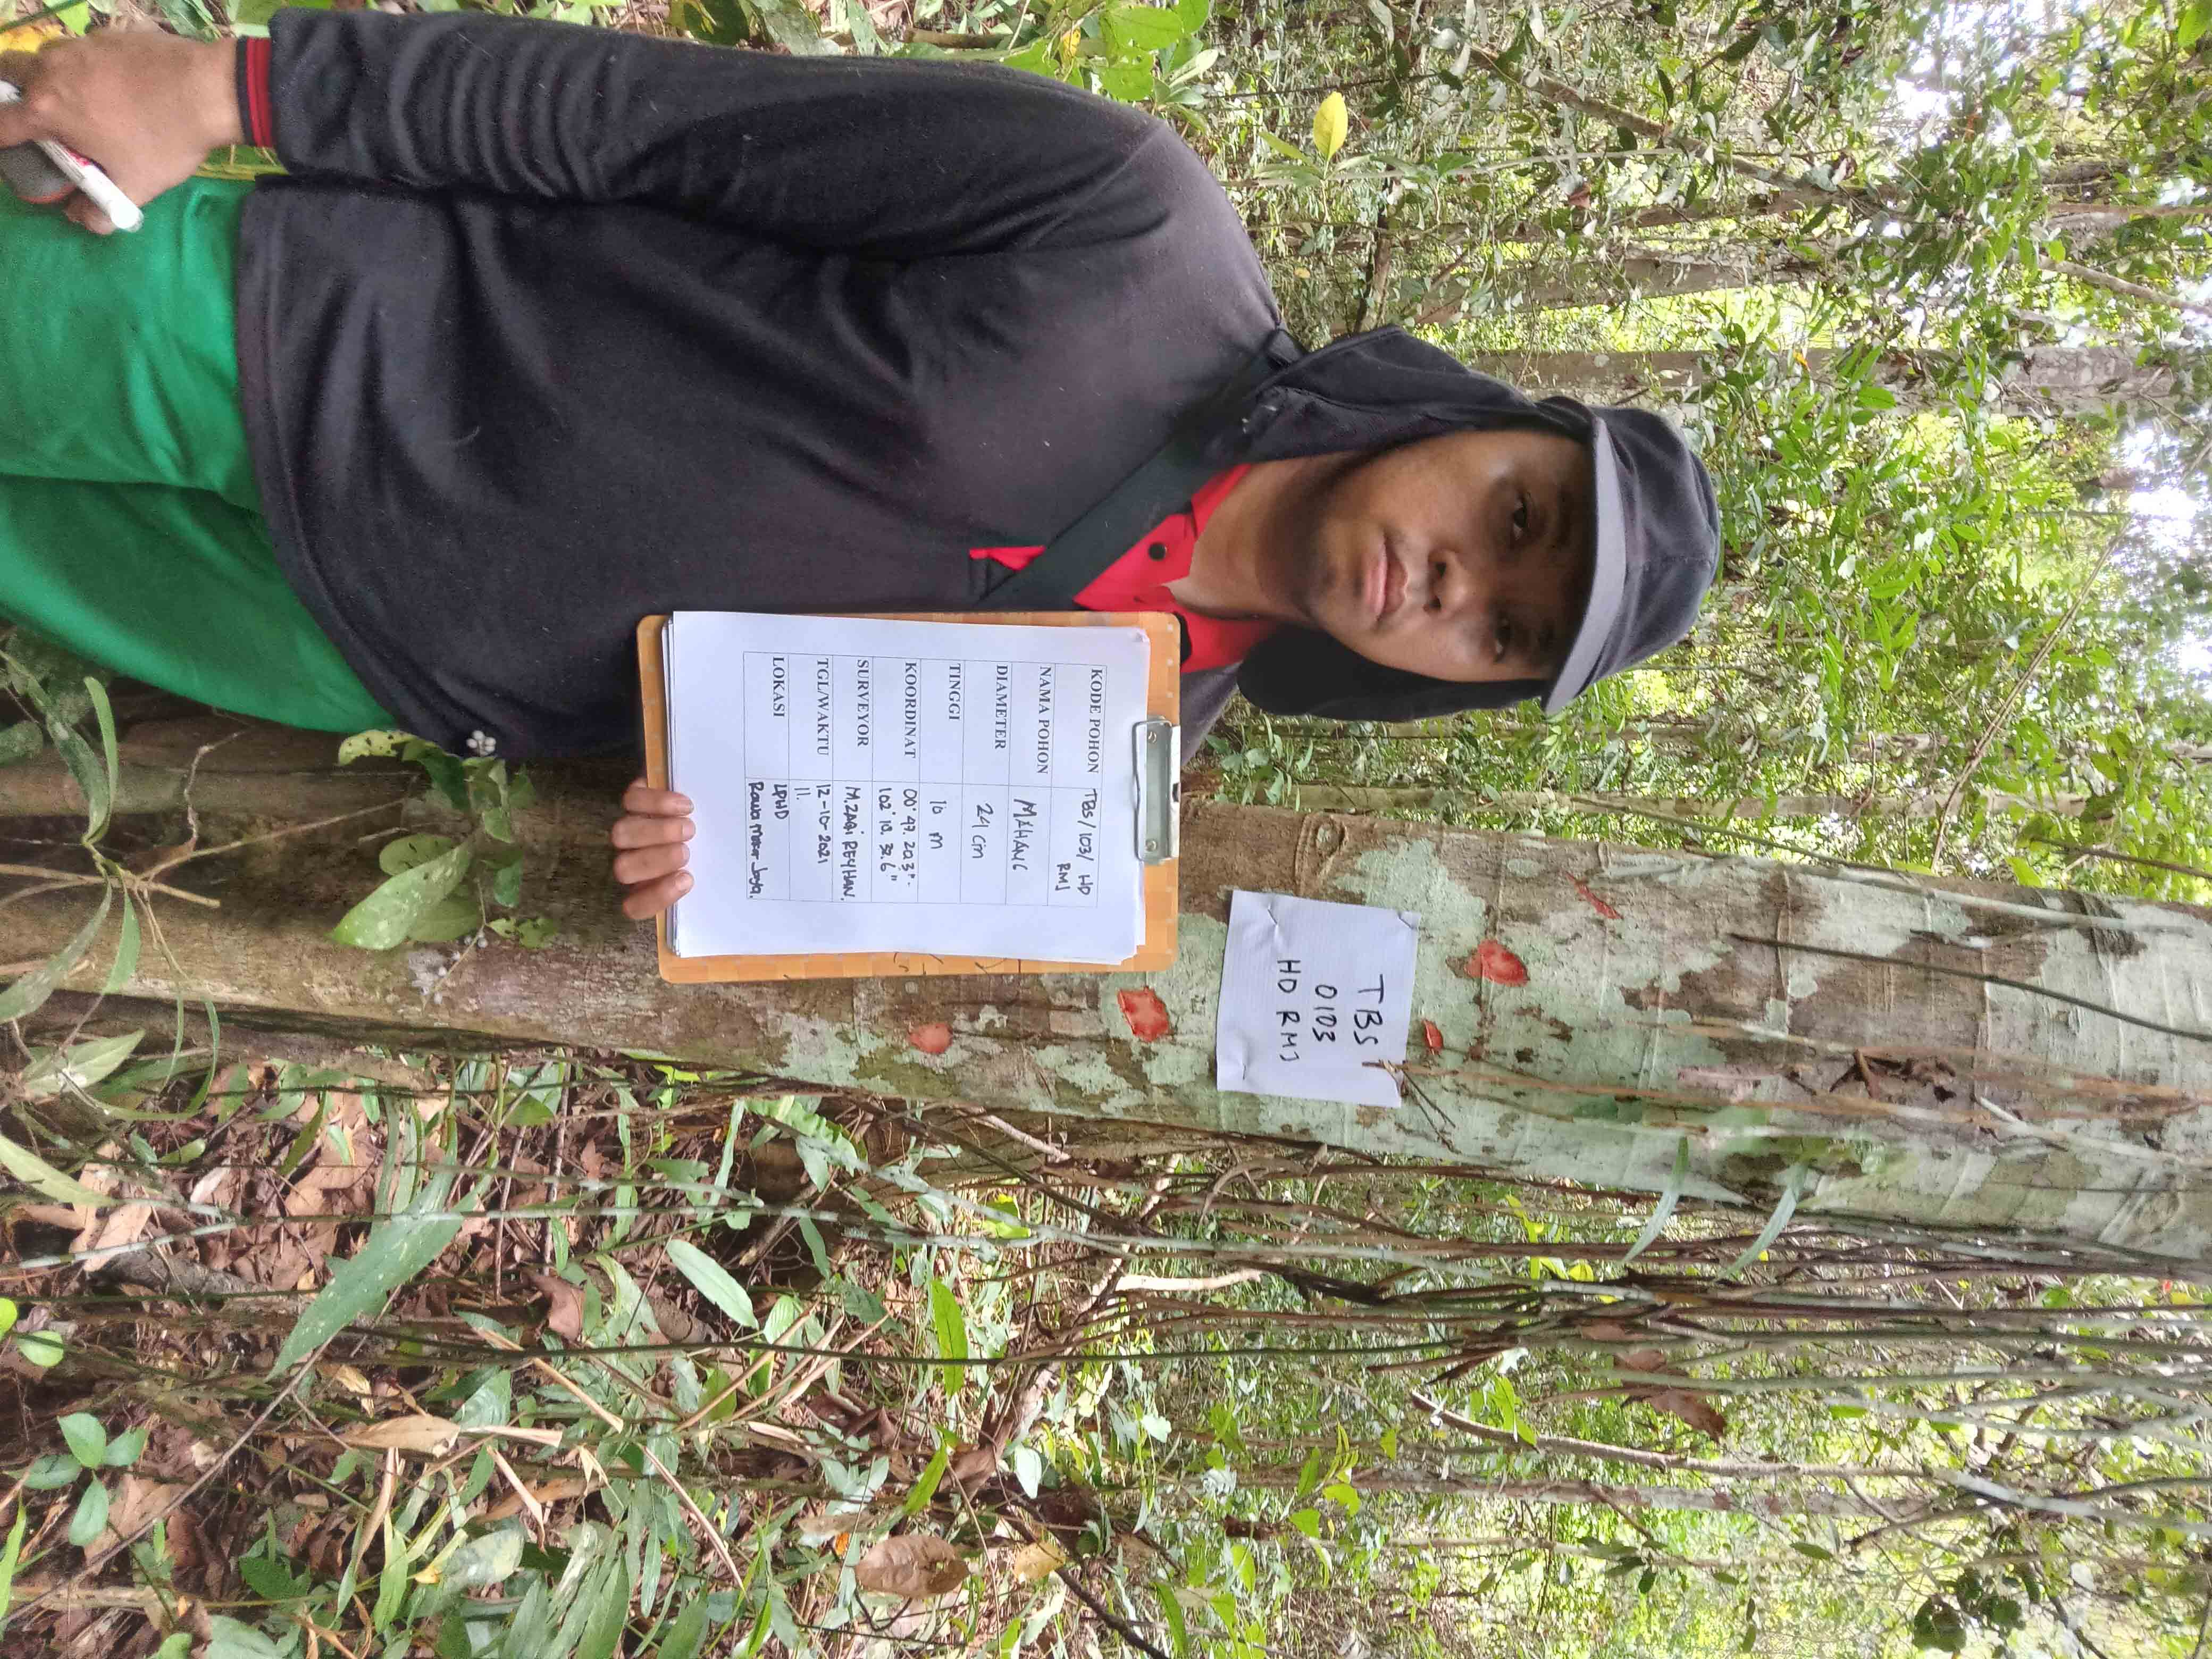 TBS
0103
HD RMJ
KODE POHON TBS/103/ HD
RMJ
NAMA POHON MAHANG
DIAMETER 24 cm
TINGGI 10 m
KOORDINAT 00° 47. 20,3"-
102° 10. 32.6"
SURVEYOR M.ZAQI REYHAN.
TGL/WAKTU 12-10-2021
11.
LOKASI LPHD
Rawa Mekar Jaya.